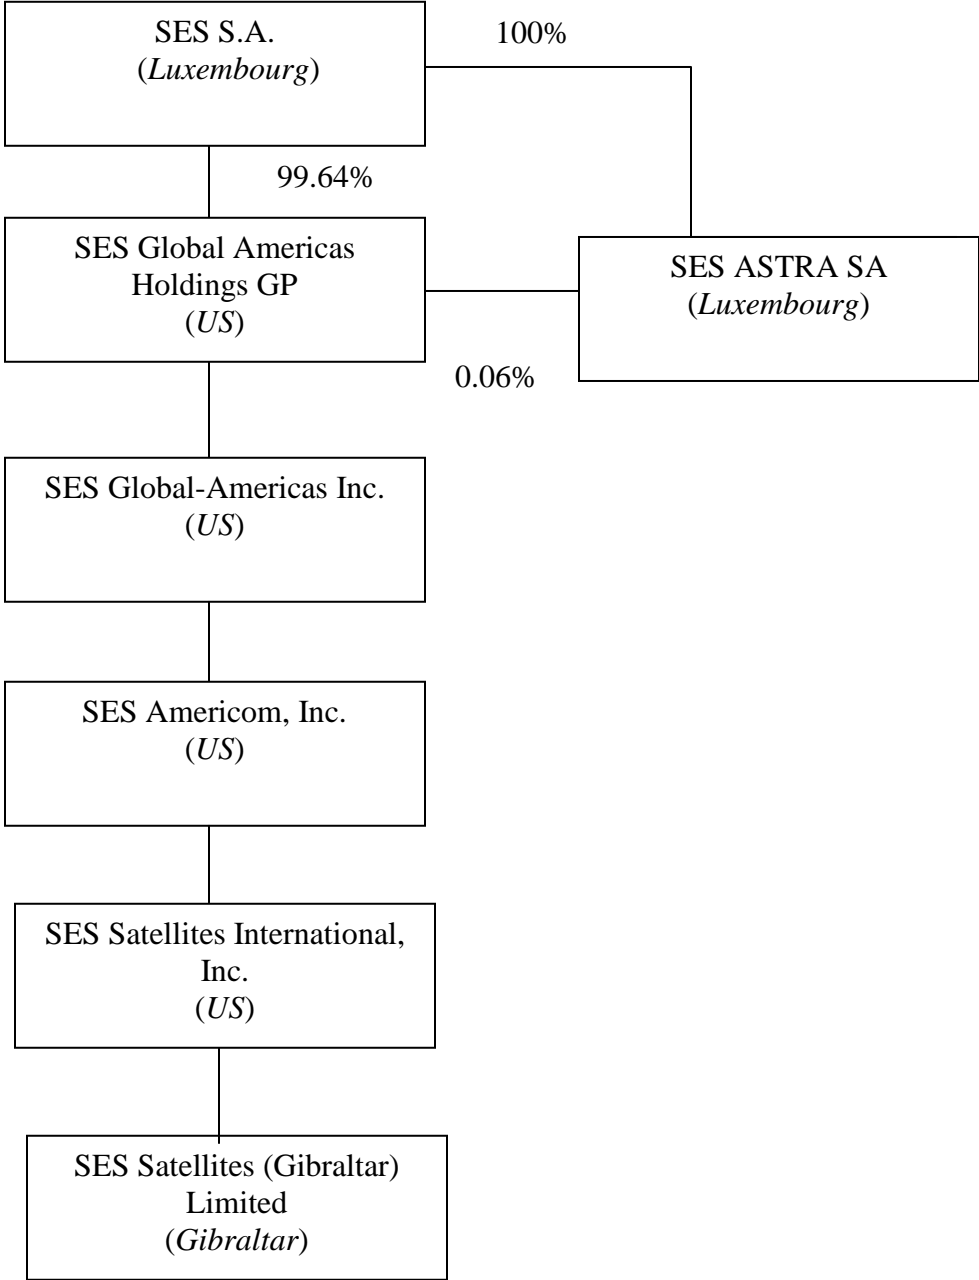 SES S.A.
(Luxembourg)
100%
99.64%
SES Global Americas
Holdings GP
(US)
SES ASTRA SA
(Luxembourg)
0.06%
SES Global-Americas Inc.
(US)
SES Americom, Inc.
(US)
SES Satellites International,
Inc.
(US)
SES Satellites (Gibraltar)
Limited
(Gibraltar)